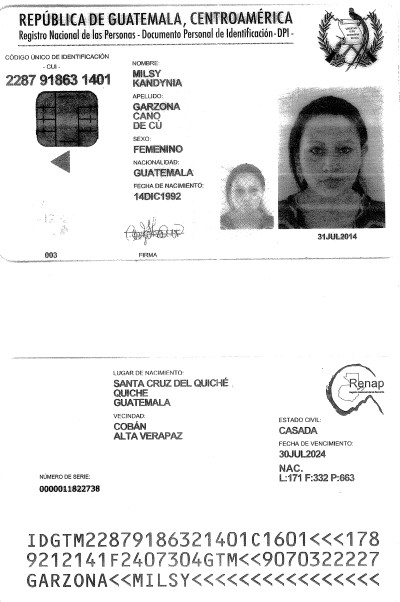 REPÚBLICA DE GUATEMALA, CENTROAMÉRICA
Registro Nacional de las Personas - Documento Personal de Identificación - DPI -
CÓDIGO ÚNICO DE IDENTIFICACIÓN
- CUI -
2287 91863 1401
NOMBRE:
MILSY
KANDYNIA
APELLIDO:
GARZONA
CANO
DE CÚ
SEXO:
FEMENINO
NACIONALIDAD:
GUATEMALA
FECHA DE NACIMIENTO:
14DIC1992
31JUL2014
003
FIRMA
LUGAR DE NACIMIENTO:
SANTA CRUZ DEL QUICHÉ
QUICHE
GUATEMALA
VECINDAD:
COBÁN
ALTA VERAPAZ
Renap
ESTADO CIVIL:
CASADA
FECHA DE VENCIMIENTO:
30JUL2024
NAC.
L:171 F:332 P:663
NÚMERO DE SERIE:
0000011822738
IDGTM22879186321401C1601<<<178
9212141F2407304GTM<<9070322227
GARZONA<<MILSY<<<<<<<<<<<<<<<<